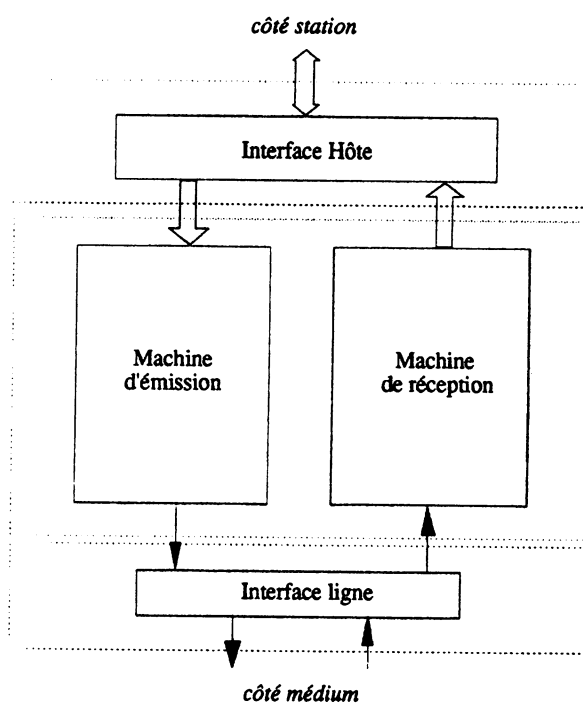 côté station
Interface Hôte
Machine
d'émission
Machine
de réception
Interface ligne
côté médium